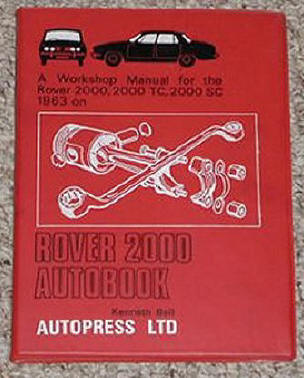 A Workshop Manual for the
Rover 2000, 2000 TC, 2000 SC
1963 on
ROVER 2000
AUTOBOOK
Kenneth Ball
AUTOPRESS LTD